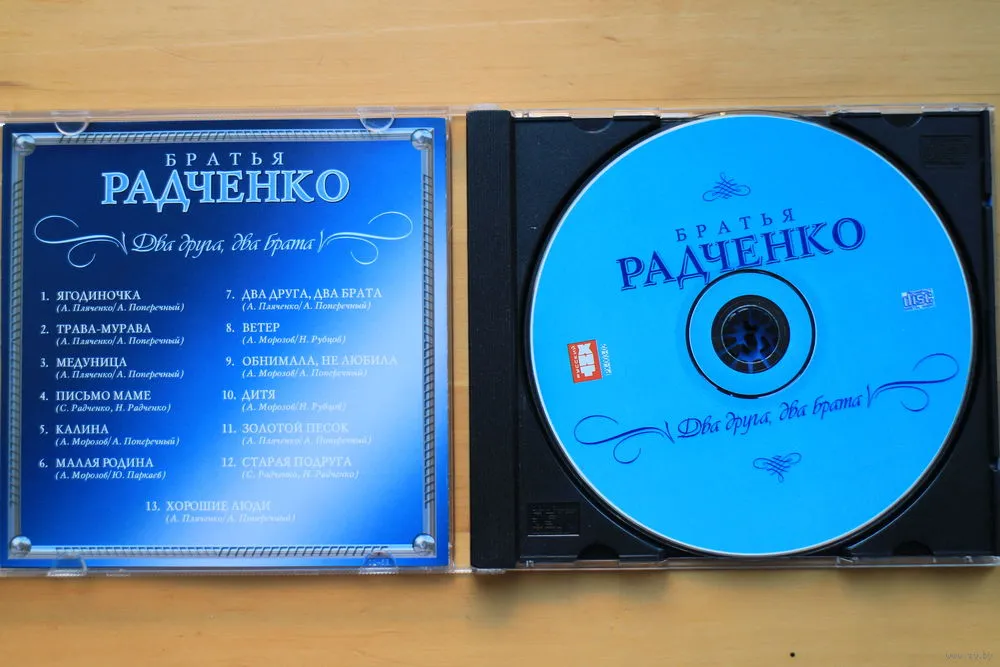 БРАТЬЯ
РАДЧЕНКО
Два друга, два брата
1. ЯГОДИНОЧКА
(А. Пляченко/ А. Поперечный)
2. ТРАВА-МУРАВА
(А. Пляченко/ А. Поперечный)
3. МЕДУНИЦА
(А. Пляченко/ А. Поперечный)
4. ПИСЬМО МАМЕ
(С. Радченко, Н. Радченко)
5. КАЛИНА
(А. Морозов/ А. Поперечный)
6. МАЛАЯ РОДИНА
(А. Морозов/ Ю. Паркаев)
7. ДВА ДРУГА, ДВА БРАТА
(А. Пляченко/ А. Поперечный)
8. ВЕТЕР
(А. Морозов/ Н. Рубцов)
9. ОБНИМАЛА, НЕ ЛЮБИЛА
(А. Морозов/ А. Поперечный)
10. ДИТЯ
(А. Морозов/ Н. Рубцов)
11. ЗОЛОТОЙ ПЕСОК
(А. Пляченко/ А. Поперечный)
12. СТАРАЯ ПОДРУГА
(С. Радченко, Н. Радченко)
13. ХОРОШИЕ ЛЮДИ
(А. Пляченко/ А. Поперечный)
БРАТЬЯ
РАДЧЕНКО
disc
РУССКИЙ
ХИТ
Два друга, два брата